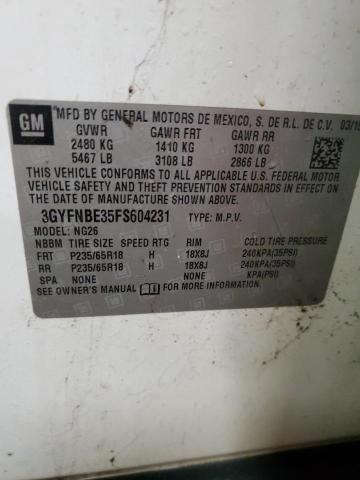 GM
MFD BY GENERAL MOTORS DE MEXICO, S. DE R.L. DE C.V. 03/15
GVWR GAWR FRT GAWR RR
2480 KG 1410 KG 1300 KG
5467 LB 3108 LB 2866 LB
THIS VEHICLE CONFORMS TO ALL APPLICABLE U.S. FEDERAL
MOTOR VEHICLE SAFETY STANDARDS IN EFFECT ON THE
DATE OF MANUFACTURE SHOWN ABOVE.
3GYFNBE35FS604231 TYPE: M.P.V.
MODEL: NG26
NBBM TIRE SIZE SPEED RTG RIM COLD TIRE PRESSURE
FRT P235/65R18 H 18X8J 240KPA(35PSI)
RR P235/65R18 H 18X8J 240KPA(35PSI)
SPA NONE NONE KPA(PSI)
SEE OWNER'S MANUAL FOR MORE INFORMATION.